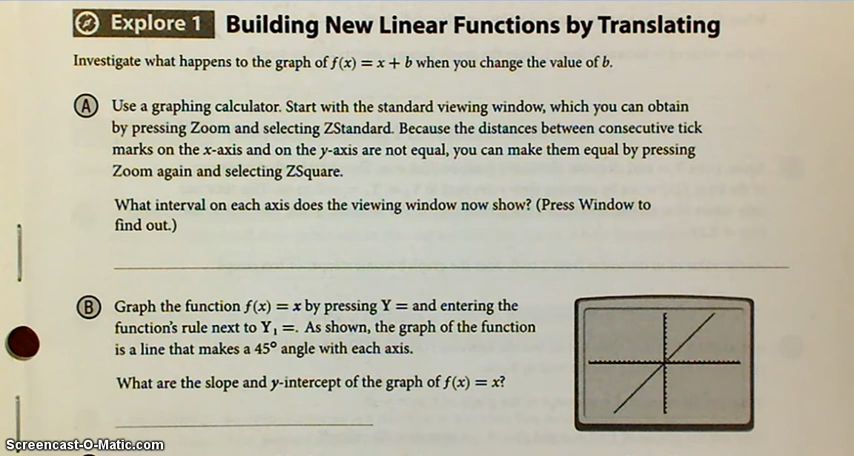 Explore 1 Building New Linear Functions by Translating
Investigate what happens to the graph of f(x) = x + b when you change the value of b.
A Use a graphing calculator. Start with the standard viewing window, which you can obtain
by pressing Zoom and selecting ZStandard. Because the distances between consecutive tick
marks on the x-axis and on the y-axis are not equal, you can make them equal by pressing
Zoom again and selecting ZSquare.
What interval on each axis does the viewing window now show? (Press Window to
find out.)
B Graph the function f(x) = x by pressing Y = and entering the
function's rule next to Y₁ =. As shown, the graph of the function
is a line that makes a 45° angle with each axis.
What are the slope and y-intercept of the graph of f(x) = x?
Screencast-O-Matic.com